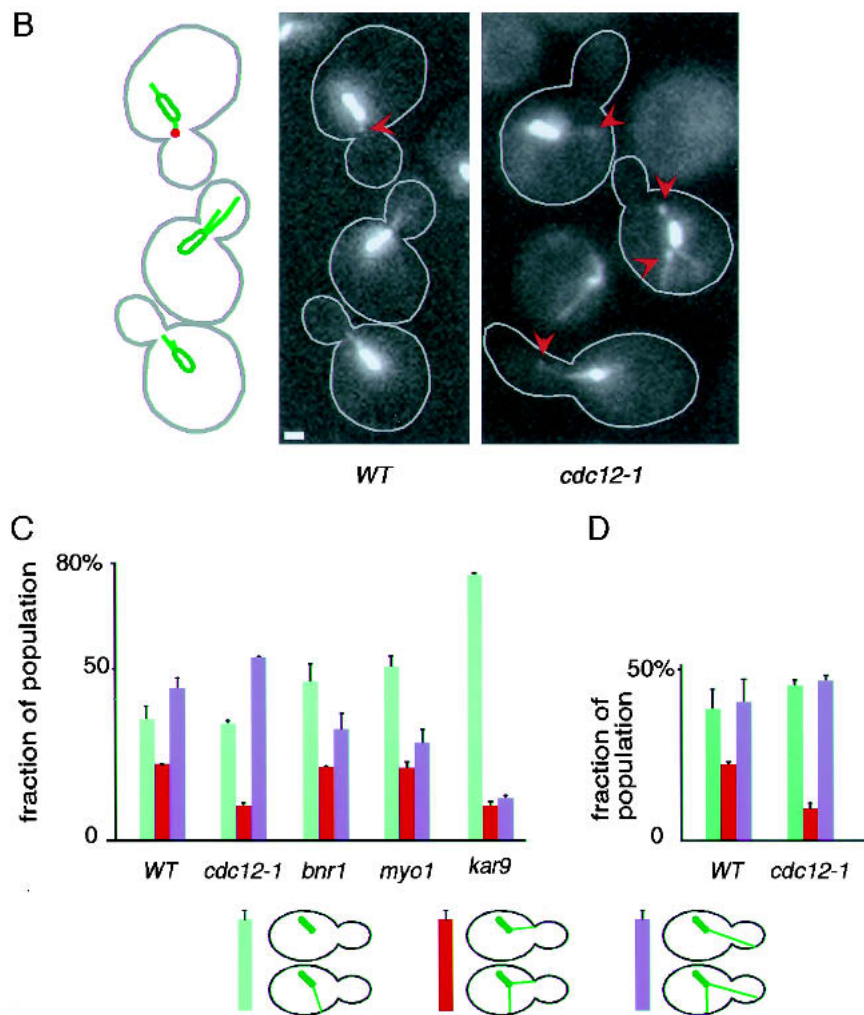 B
WT cdc12-1
C
D
fraction of population
80%
50
0
WT cdc12-1 bnr1 myo1 kar9
fraction of population
50%
0
WT cdc12-1